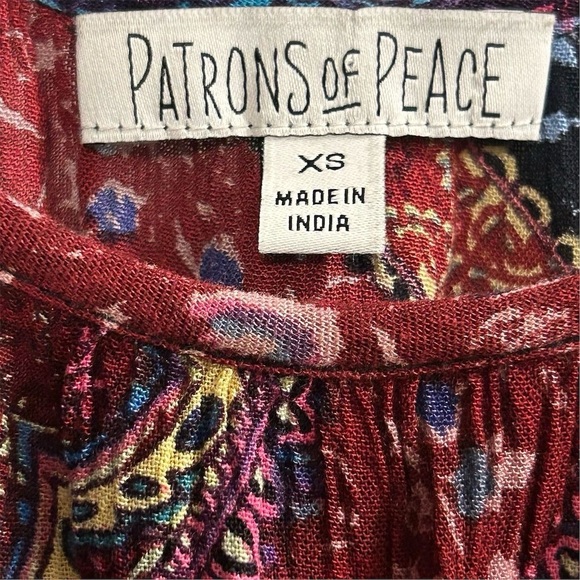 PATRONS OF PEACE
XS
MADE IN
INDIA